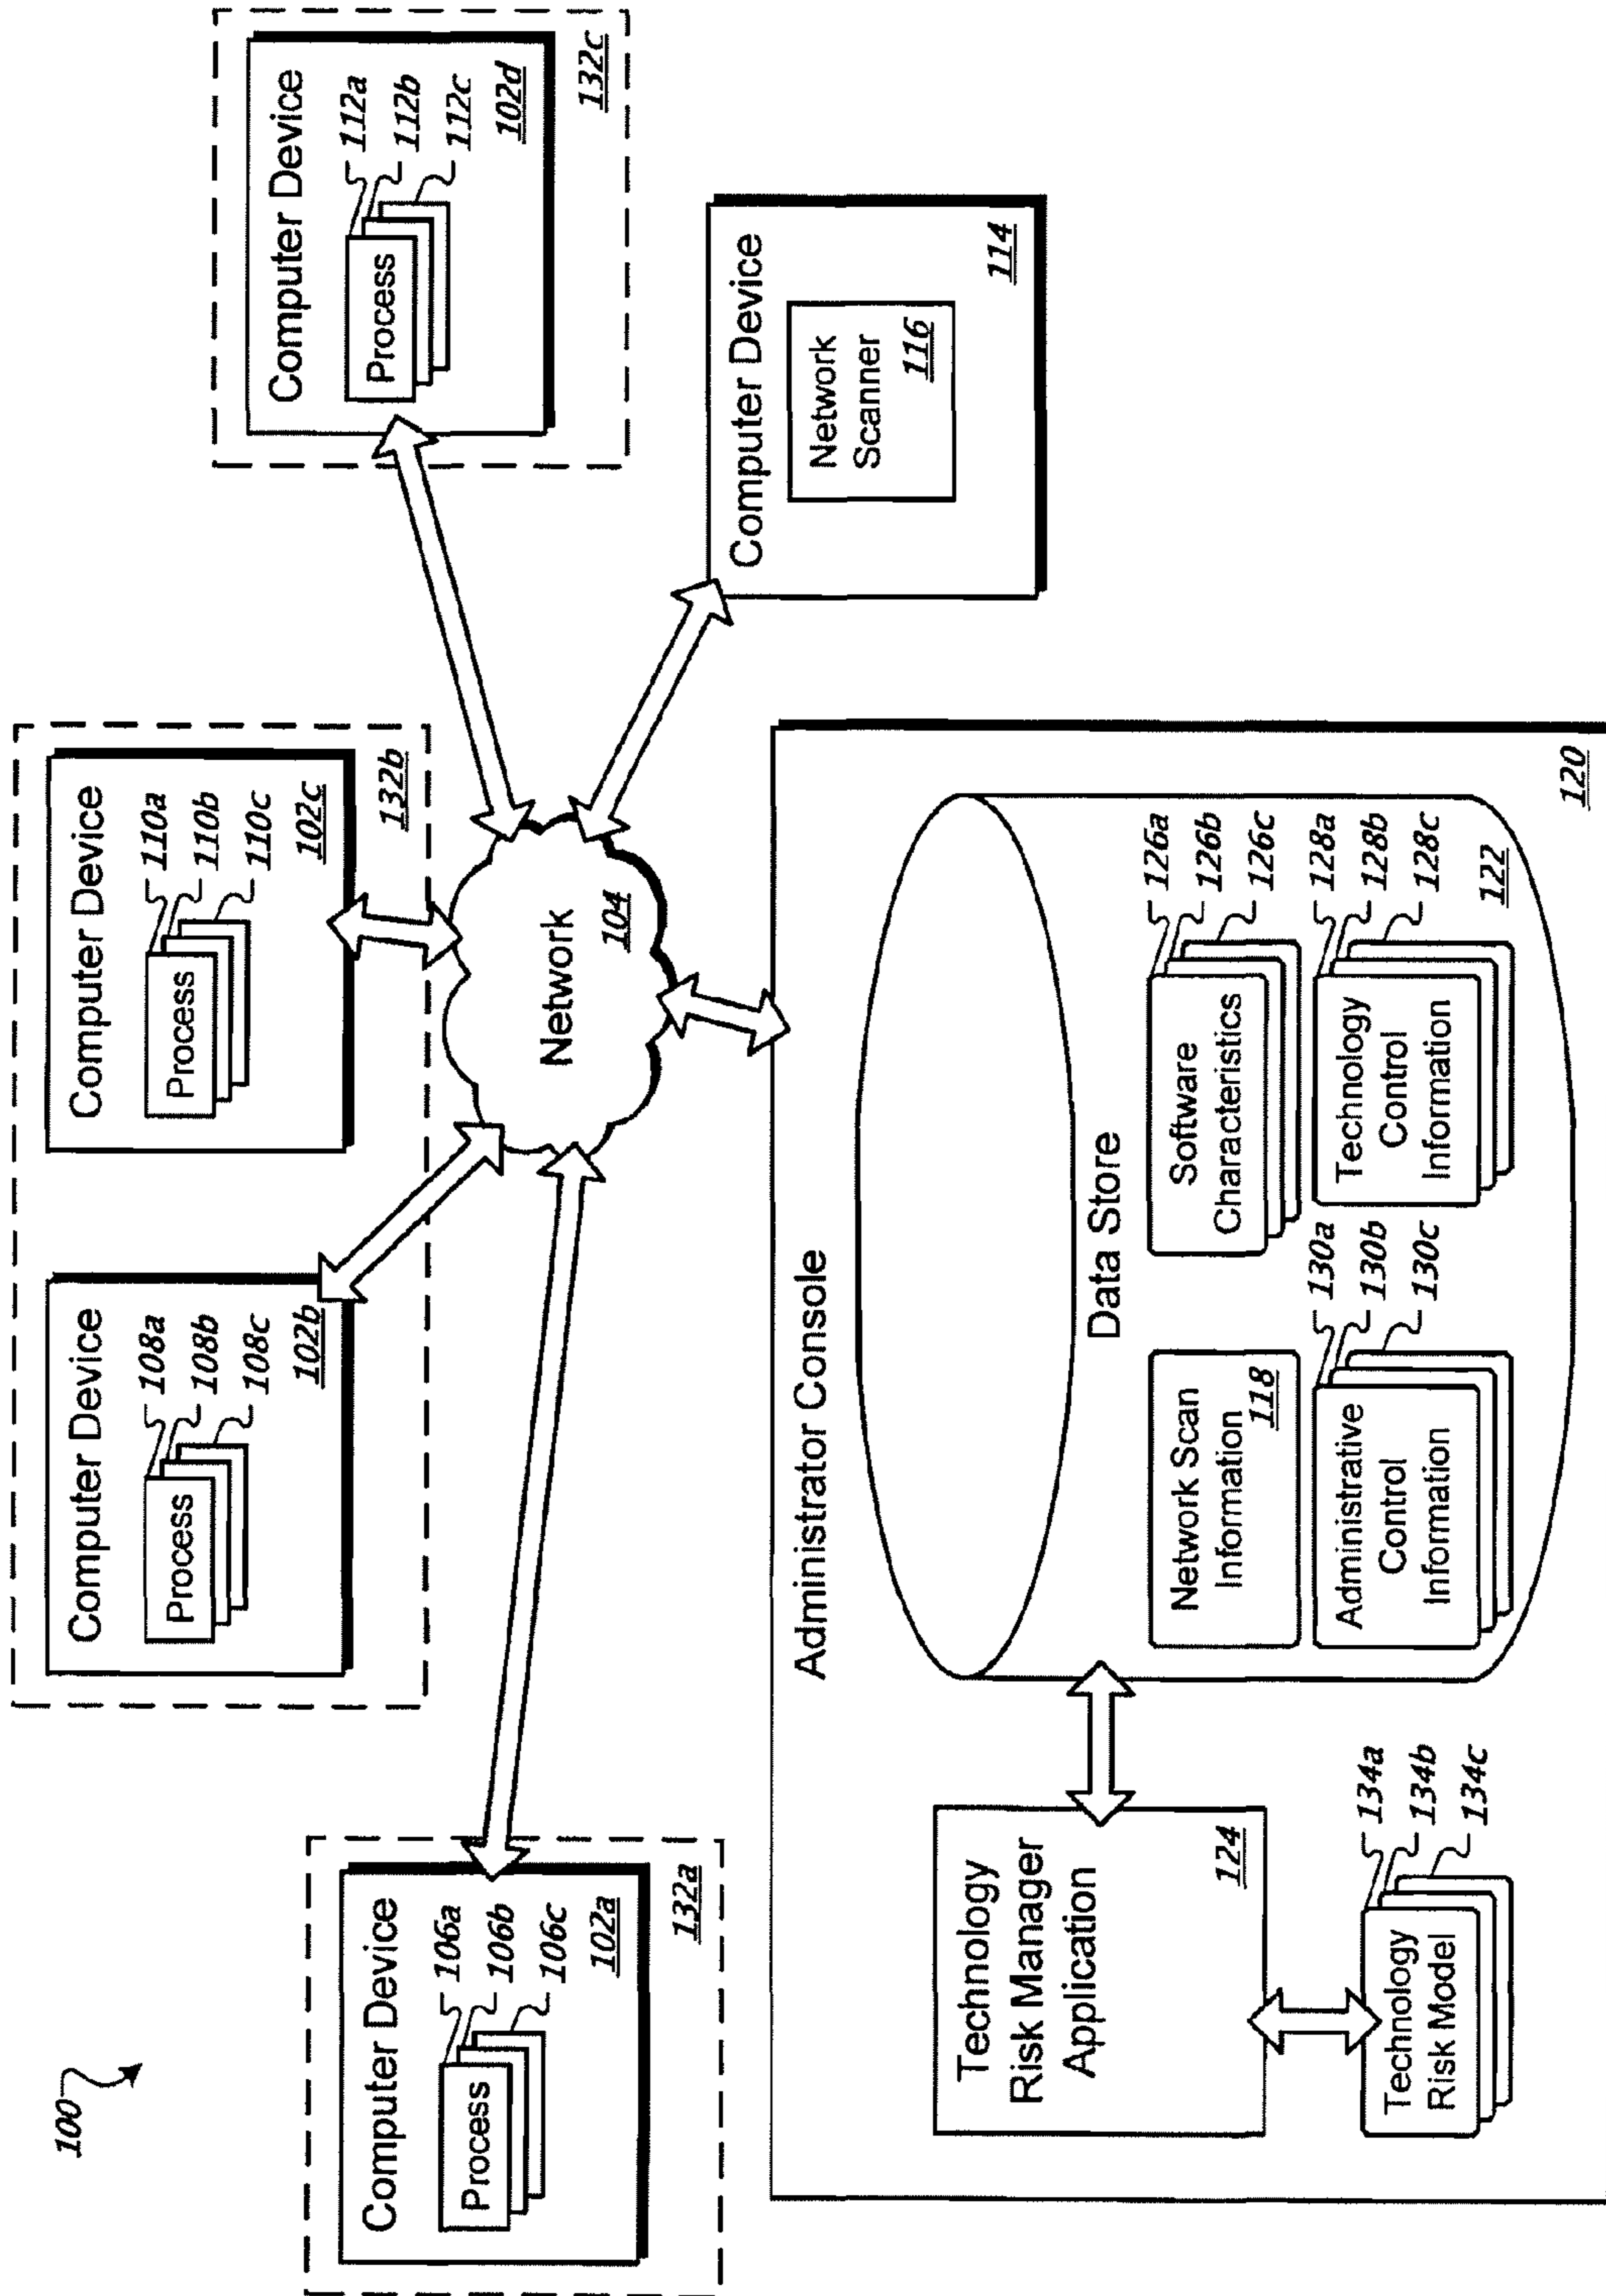 100
Computer Device
Process
106a
106b
106c
102a
132a
Computer Device
Process
108a
108b
108c
102b
Computer Device
Process
110a
110b
110c
102c
132b
Computer Device
Process
112a
112b
112c
102d
132c
Network
104
Computer Device
Network
Scanner
116
114
Administrator Console
Technology
Risk Manager
Application
124
Technology
Risk Model
134a
134b
134c
Data Store
Network Scan
Information
118
Software
Characteristics
126a
126b
126c
Administrative
Control
Information
130a
130b
130c
Technology
Control
Information
128a
128b
128c
122
120